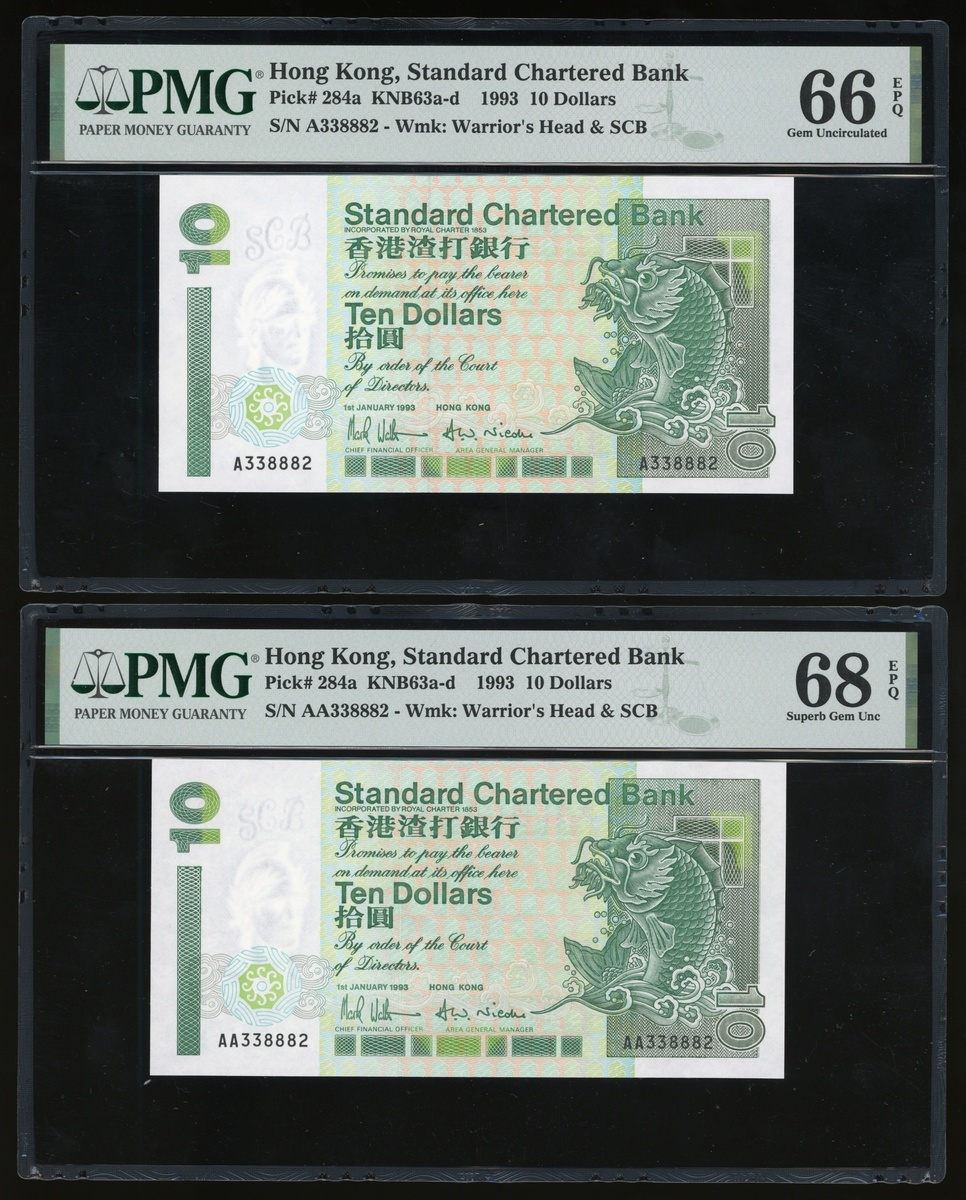 PMG®
PAPER MONEY GUARANTY
Hong Kong, Standard Chartered Bank
Pick# 284a KNB63a-d 1993 10 Dollars
S/N A338882 - Wmk: Warrior's Head & SCB
66 EPQ
Gem Uncirculated
10
SCB
Standard Chartered Bank
INCORPORATED BY ROYAL CHARTER 1853
香港渣打銀行
Promises to pay the bearer
on demand at its office here
Ten Dollars
拾圓
By order of the Court
of Directors.
1st JANUARY 1993 HONG KONG
CHIEF FINANCIAL OFFICER AREA GENERAL MANAGER
A338882
A338882
10
PMG®
PAPER MONEY GUARANTY
Hong Kong, Standard Chartered Bank
Pick# 284a KNB63a-d 1993 10 Dollars
S/N AA338882 - Wmk: Warrior's Head & SCB
68 EPQ
Superb Gem Unc
10
SCB
Standard Chartered Bank
INCORPORATED BY ROYAL CHARTER 1853
香港渣打銀行
Promises to pay the bearer
on demand at its office here
Ten Dollars
拾圓
By order of the Court
of Directors.
1st JANUARY 1993 HONG KONG
CHIEF FINANCIAL OFFICER AREA GENERAL MANAGER
AA338882
AA338882
10